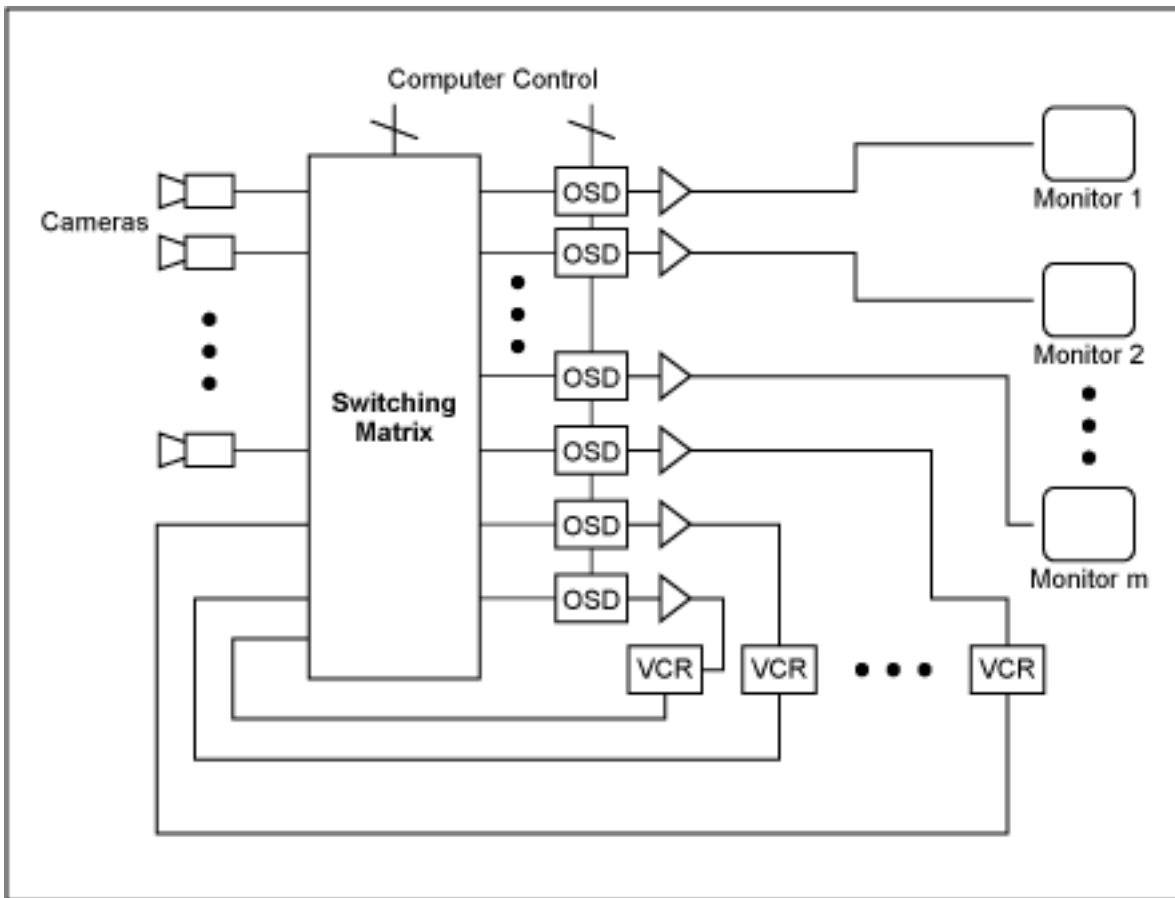 Computer Control
OSD
Monitor 1
Cameras
OSD
Monitor 2
OSD
Switching
Matrix
OSD
OSD
Monitor m
OSD
VCR
VCR
VCR